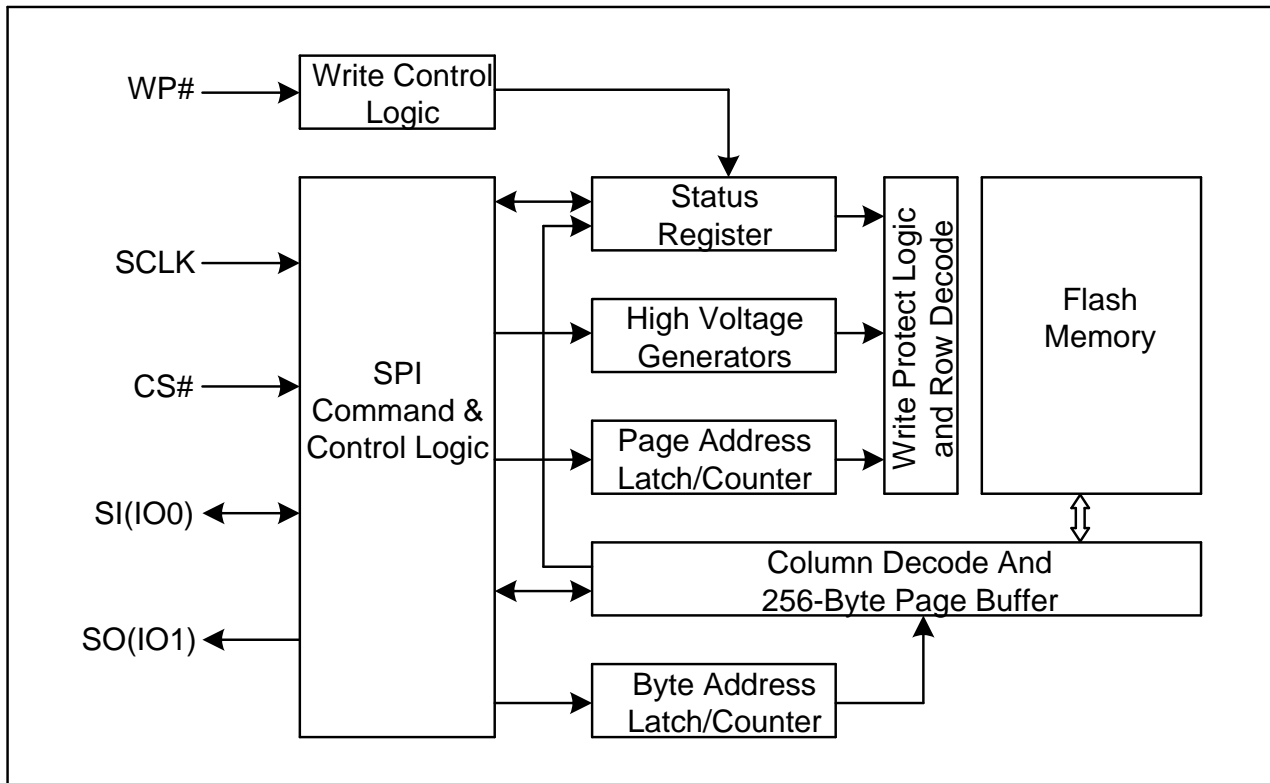 WP#
Write Control
Logic
SCLK
CS#
SI(IO0)
SO(IO1)
SPI
Command &
Control Logic
Status
Register
High Voltage
Generators
Page Address
Latch/Counter
Write Protect Logic
and Row Decode
Flash
Memory
Column Decode And
256-Byte Page Buffer
Byte Address
Latch/Counter